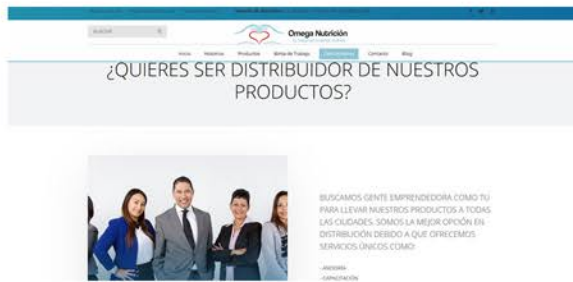 BUSCAR
Omega Nutrición
Inicio Nosotros Productos Bolsa de Trabajo Contacto Blog
¿QUIERES SER DISTRIBUIDOR DE NUESTROS
PRODUCTOS?
BUSCAMOS GENTE EMPRENDEDORA COMO TÚ
PARA LLEVAR NUESTROS PRODUCTOS A TODAS
LAS CIUDADES. SOMOS LA MEJOR OPCIÓN EN
DISTRIBUCIÓN DEBIDO A QUE OFRECEMOS
SERVICIOS ÚNICOS COMO:
- ASESORÍA
- CAPACITACIÓN